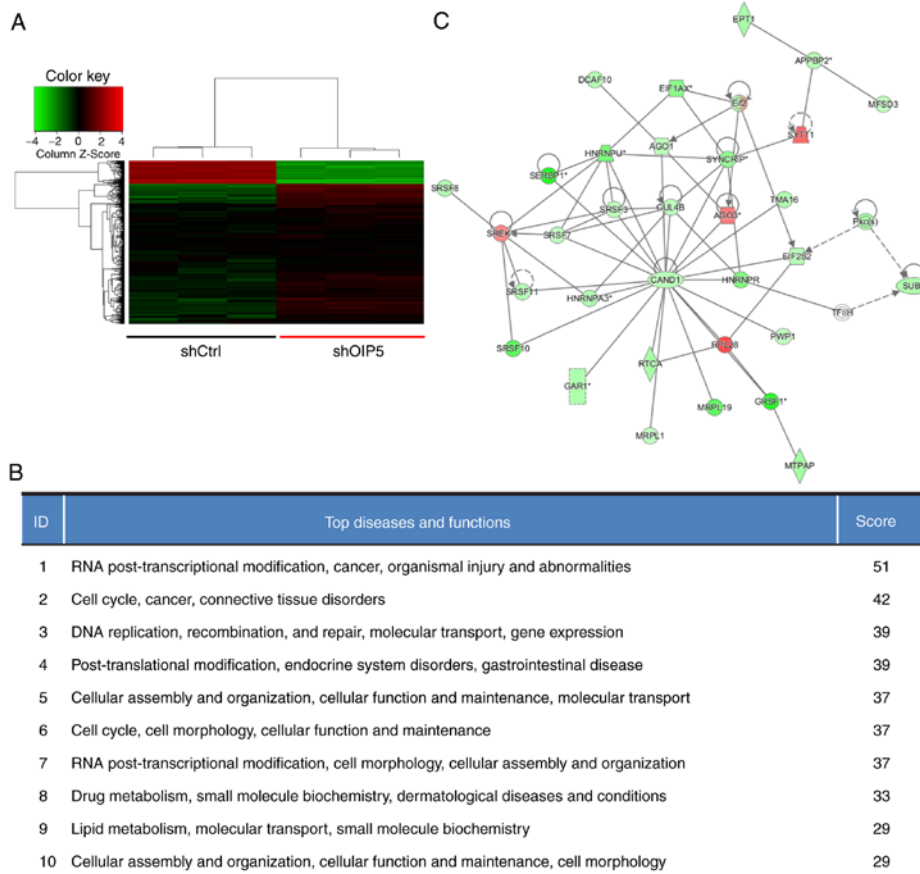 A
Color key
−4 −2 0 2 4
Column Z-Score
shCtrl
shOIP5
C
EPT1
APPBP2*
MFSD3
DCAF10
EIF1AX*
EIF2
SYT11
HNRNPU*
AGO1
SYNCRIP*
SERBP1*
SRSF8
SRSF3
CUL4B
AGO3*
TMA16
SREK1
SRSF7
EIF2S2
SUB1
CAND1
HNRNPR
SRSF11
HNRNPA3*
TFIIH
SRSF10
RTCA
RPL28
PWP1
GAR1*
MRPL19
GRSF1*
MRPL1
MTPAP
B
ID Top diseases and functions Score
1 RNA post-transcriptional modification, cancer, organismal injury and abnormalities 51
2 Cell cycle, cancer, connective tissue disorders 42
3 DNA replication, recombination, and repair, molecular transport, gene expression 39
4 Post-translational modification, endocrine system disorders, gastrointestinal disease 39
5 Cellular assembly and organization, cellular function and maintenance, molecular transport 37
6 Cell cycle, cell morphology, cellular function and maintenance 37
7 RNA post-transcriptional modification, cell morphology, cellular assembly and organization 37
8 Drug metabolism, small molecule biochemistry, dermatological diseases and conditions 33
9 Lipid metabolism, molecular transport, small molecule biochemistry 29
10 Cellular assembly and organization, cellular function and maintenance, cell morphology 29